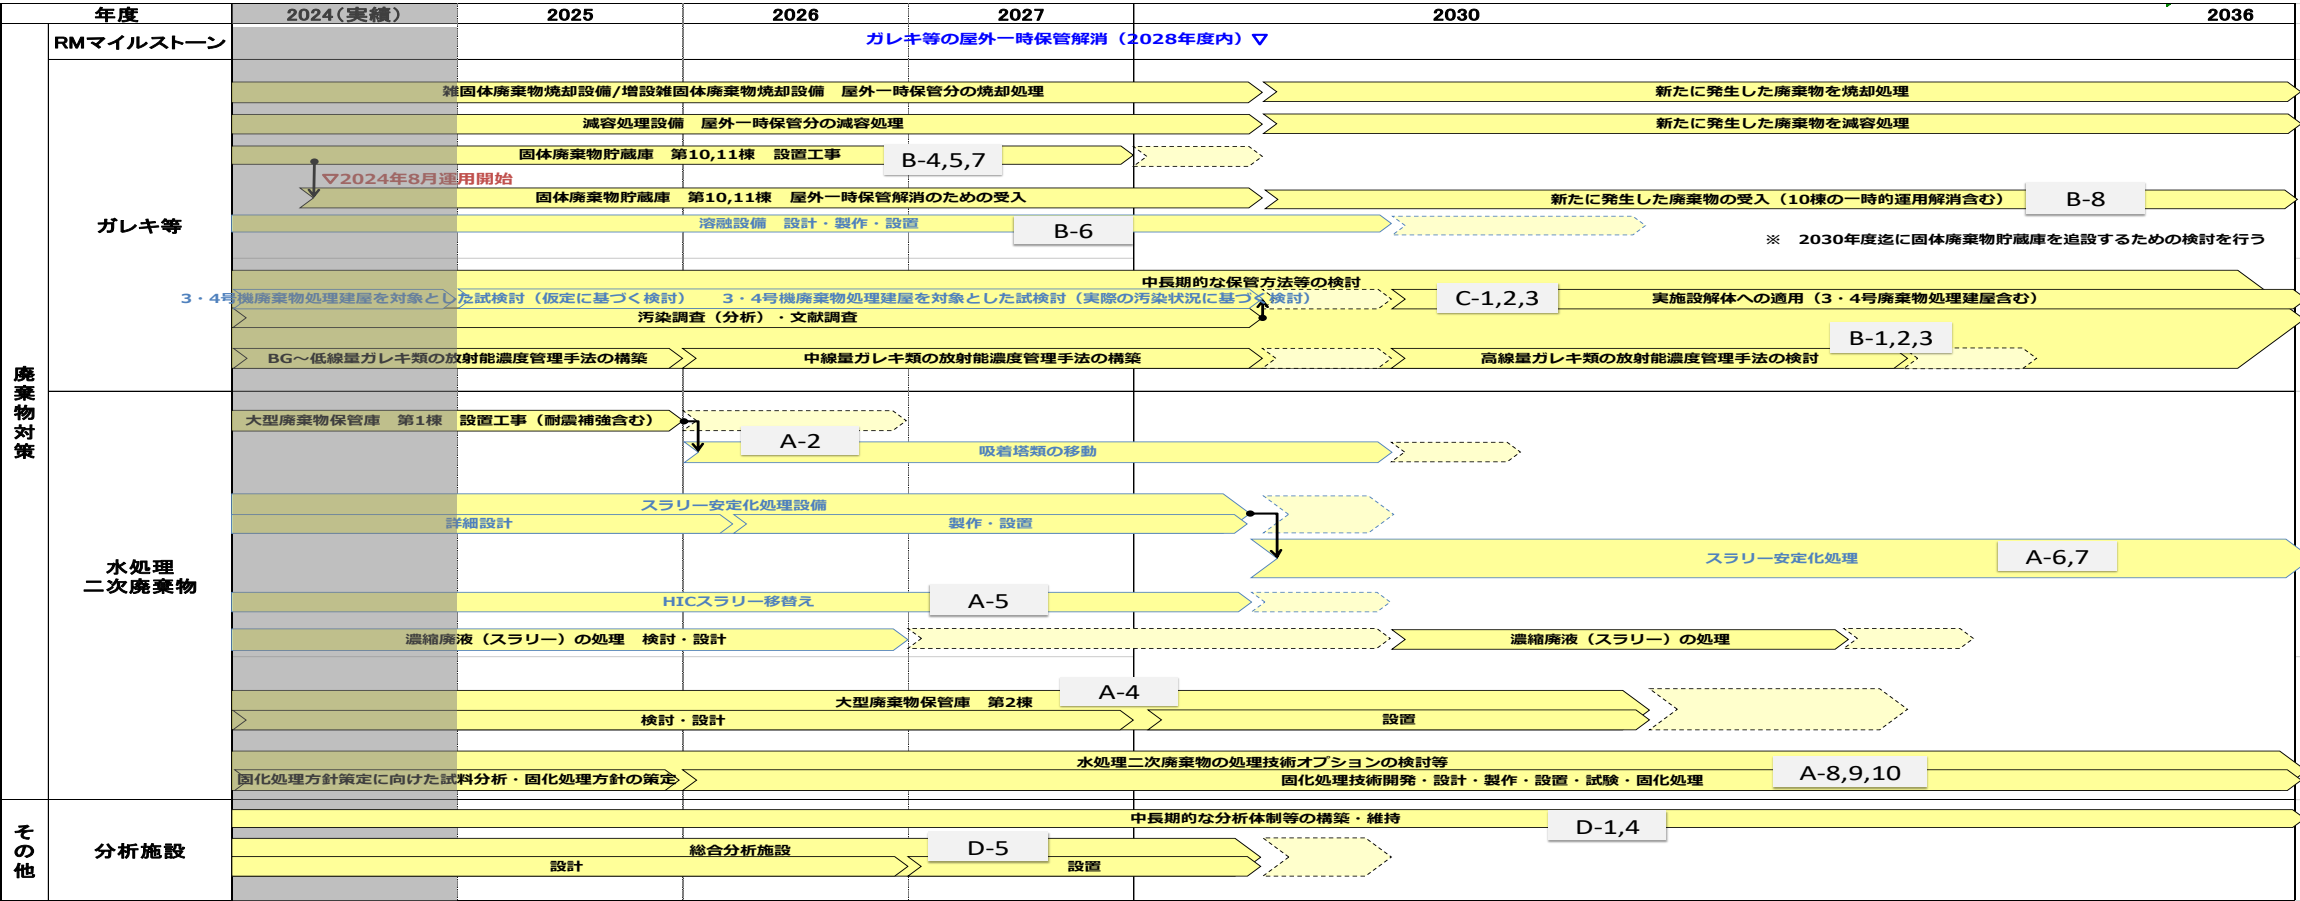 年度 2024(実績) 2025 2026 2027 2030 2036
RMマイルストーン ガレキ等の屋外一時保管解消（2028年度内）▽
廃棄物対策
ガレキ等
雑固体廃棄物焼却設備/増設雑固体廃棄物焼却設備　屋外一時保管分の焼却処理 新たに発生した廃棄物を焼却処理
減容処理設備　屋外一時保管分の減容処理 新たに発生した廃棄物を減容処理
固体廃棄物貯蔵庫　第10,11棟　設置工事 B-4,5,7
▽2024年8月運用開始
固体廃棄物貯蔵庫　第10,11棟　屋外一時保管解消のための受入 新たに発生した廃棄物の受入（10棟の一時的運用解消含む） B-8
溶融設備　設計・製作・設置 B-6
※　2030年度迄に固体廃棄物貯蔵庫を追設するための検討を行う
中長期的な保管方法等の検討
3・4号機廃棄物処理建屋を対象とした試検討（仮定に基づく検討） 3・4号機廃棄物処理建屋を対象とした試検討（実際の汚染状況に基づく検討） C-1,2,3 実施設解体への適用（3・4号廃棄物処理建屋含む）
汚染調査（分析）・文献調査
B-1,2,3
BG～低線量ガレキ類の放射能濃度管理手法の構築 中線量ガレキ類の放射能濃度管理手法の構築 高線量ガレキ類の放射能濃度管理手法の検討
水処理
二次廃棄物
大型廃棄物保管庫　第1棟　設置工事（耐震補強含む）
A-2
吸着塔類の移動
スラリー安定化処理設備
詳細設計 製作・設置
スラリー安定化処理 A-6,7
HICスラリー移替え A-5
濃縮廃液（スラリー）の処理　検討・設計 濃縮廃液（スラリー）の処理
A-4
大型廃棄物保管庫　第2棟
検討・設計 設置
水処理二次廃棄物の処理技術オプションの検討等
固化処理方針策定に向けた試料分析・固化処理方針の策定 固化処理技術開発・設計・製作・設置・試験・固化処理 A-8,9,10
その他
分析施設
中長期的な分析体制等の構築・維持 D-1,4
総合分析施設 D-5
設計 設置